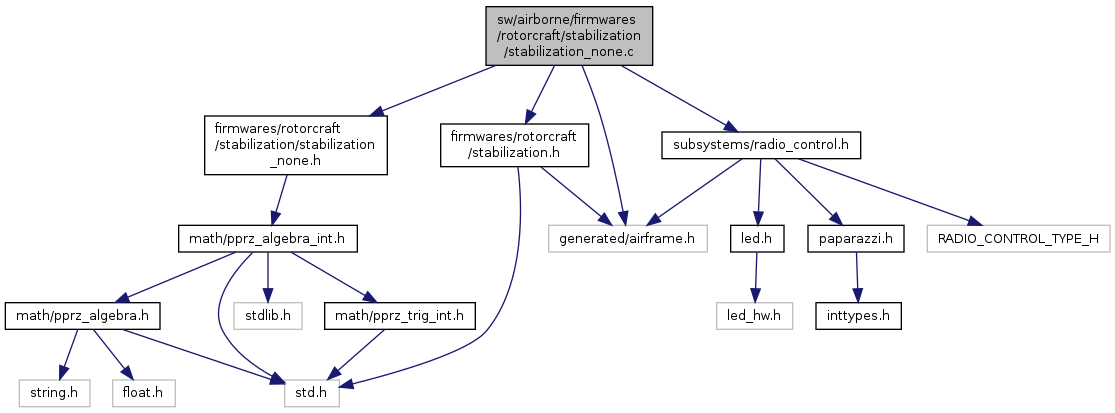 sw/airborne/firmwares
/rotorcraft/stabilization
/stabilization_none.c
firmwares/rotorcraft
/stabilization/stabilization
_none.h
firmwares/rotorcraft
/stabilization.h
subsystems/radio_control.h
math/pprz_algebra_int.h
generated/airframe.h
led.h
paparazzi.h
RADIO_CONTROL_TYPE_H
math/pprz_algebra.h
stdlib.h
math/pprz_trig_int.h
led_hw.h
inttypes.h
string.h
float.h
std.h